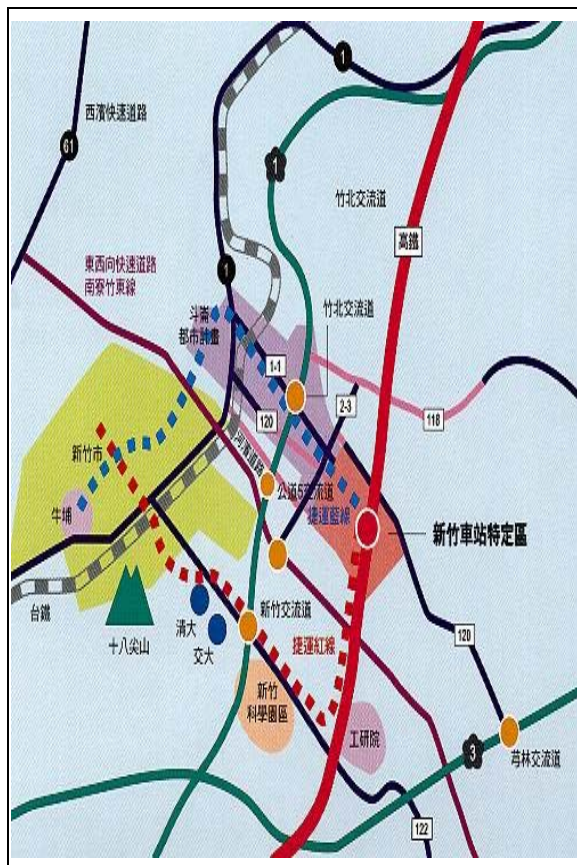 1
61
西濱快速道路
1
竹北交流道
高鐵
東西向快速道路
南寮竹東線
1
竹北交流道
斗崙
都市計畫
1-1
120
2-3
118
新竹市
河濱道路
公道5交流道
捷運藍線
牛埔
新竹車站特定區
台鐵
十八尖山
清大
交大
新竹交流道
捷運紅線
120
新竹
科學園區
工研院
3
芎林交流道
122